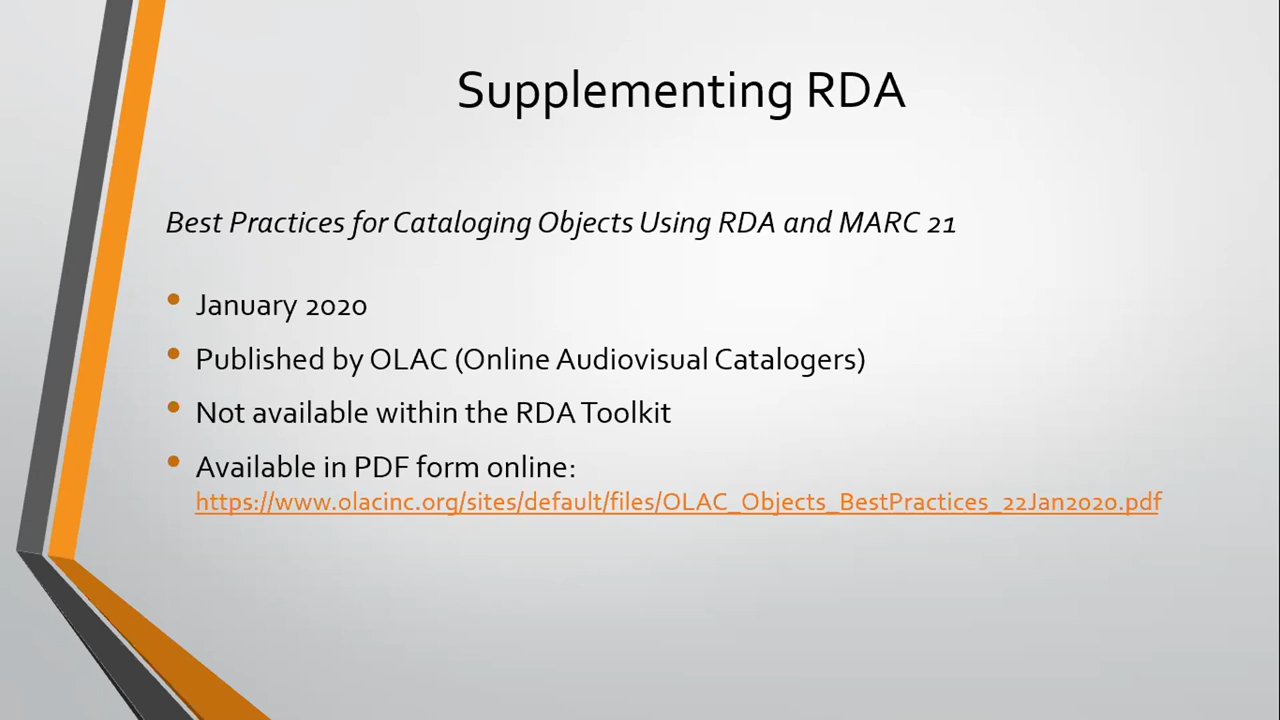 Supplementing RDA
Best Practices for Cataloging Objects Using RDA and MARC 21
• January 2020
• Published by OLAC (Online Audiovisual Catalogers)
• Not available within the RDA Toolkit
• Available in PDF form online:
https://www.olacinc.org/sites/default/files/OLAC_Objects_BestPractices_22Jan2020.pdf